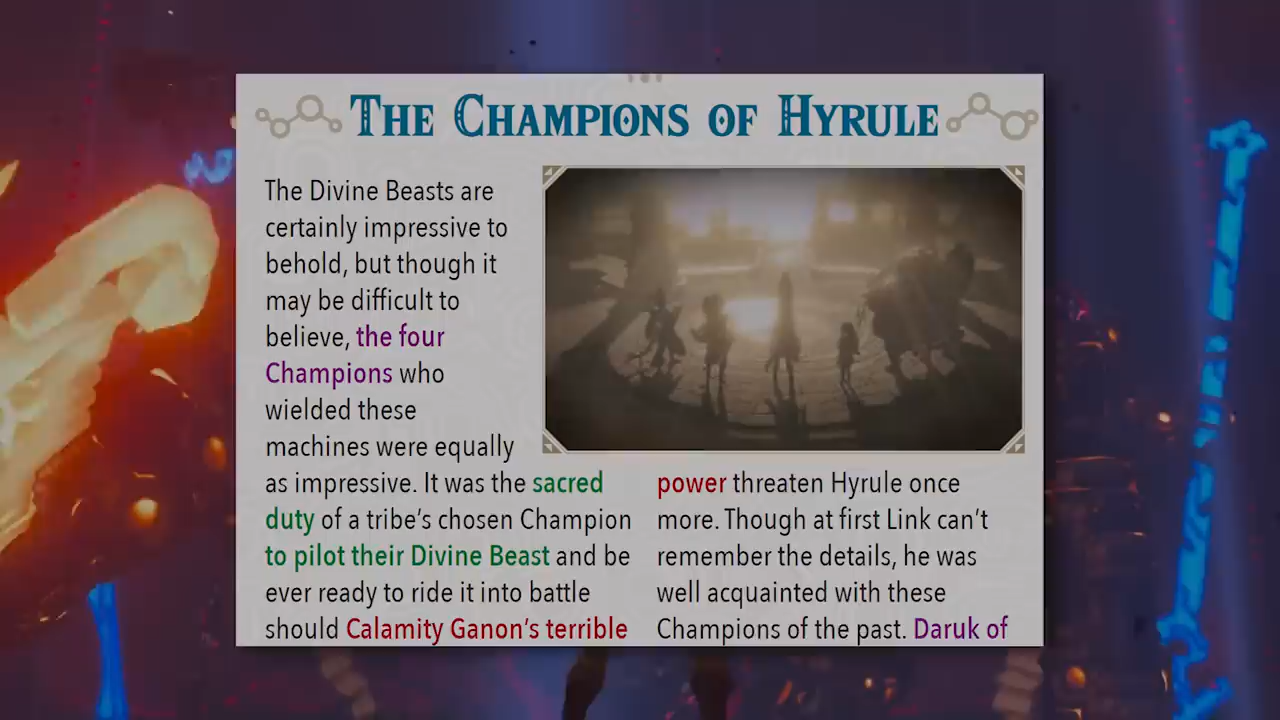 The Champions of Hyrule
The Divine Beasts are
certainly impressive to
behold, but though it
may be difficult to
believe, the four
Champions who
wielded these
machines were equally
as impressive. It was the sacred
duty of a tribe's chosen Champion
to pilot their Divine Beast and be
ever ready to ride it into battle
should Calamity Ganon's terrible
power threaten Hyrule once
more. Though at first Link can't
remember the details, he was
well acquainted with these
Champions of the past. Daruk of